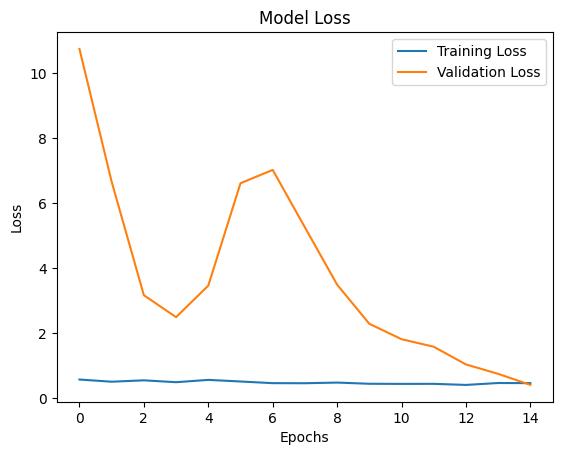 Model Loss
Training Loss
Validation Loss
10
8
6
4
2
0
Loss
0 2 4 6 8 10 12 14
Epochs